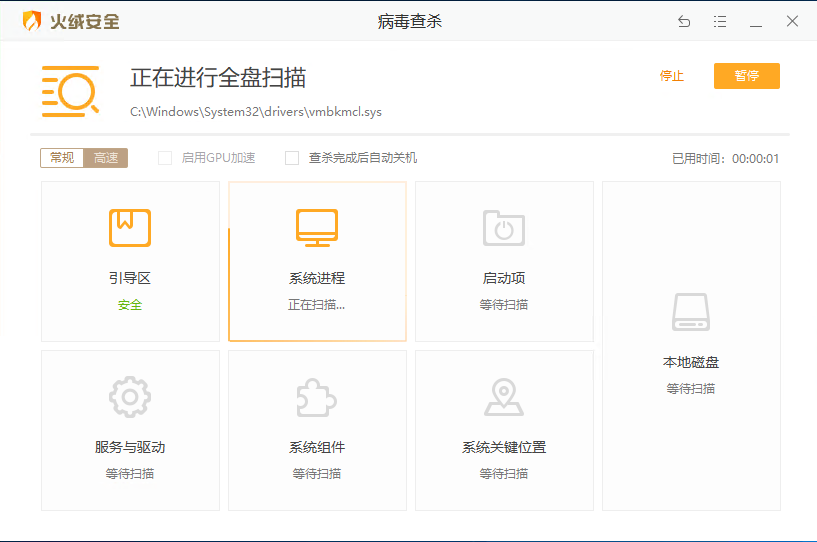 火绒安全
病毒查杀
正在进行全盘扫描
停止
暂停
C:\Windows\System32\drivers\vmbkmcl.sys
常规 高速 启用GPU加速 查杀完成后自动关机 已用时间：00:00:01
引导区
安全
系统进程
正在扫描...
启动项
等待扫描
本地磁盘
等待扫描
服务与驱动
等待扫描
系统组件
等待扫描
系统关键位置
等待扫描